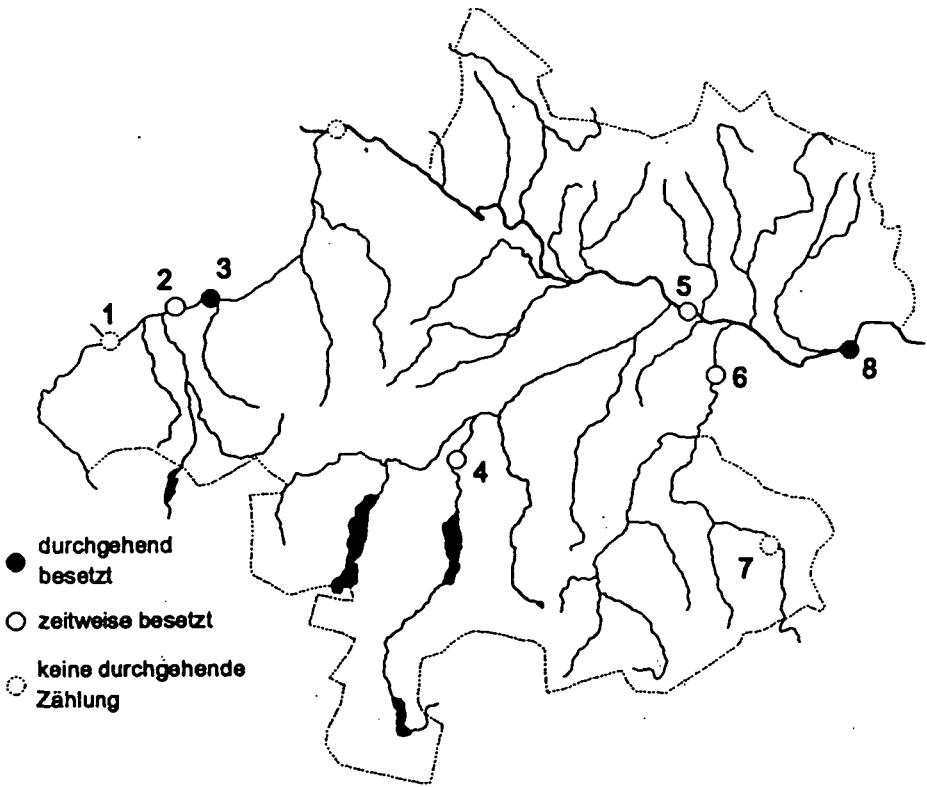 1
2
3
4
5
6
7
8
durchgehend
besetzt
zeitweise besetzt
keine durchgehende
Zählung